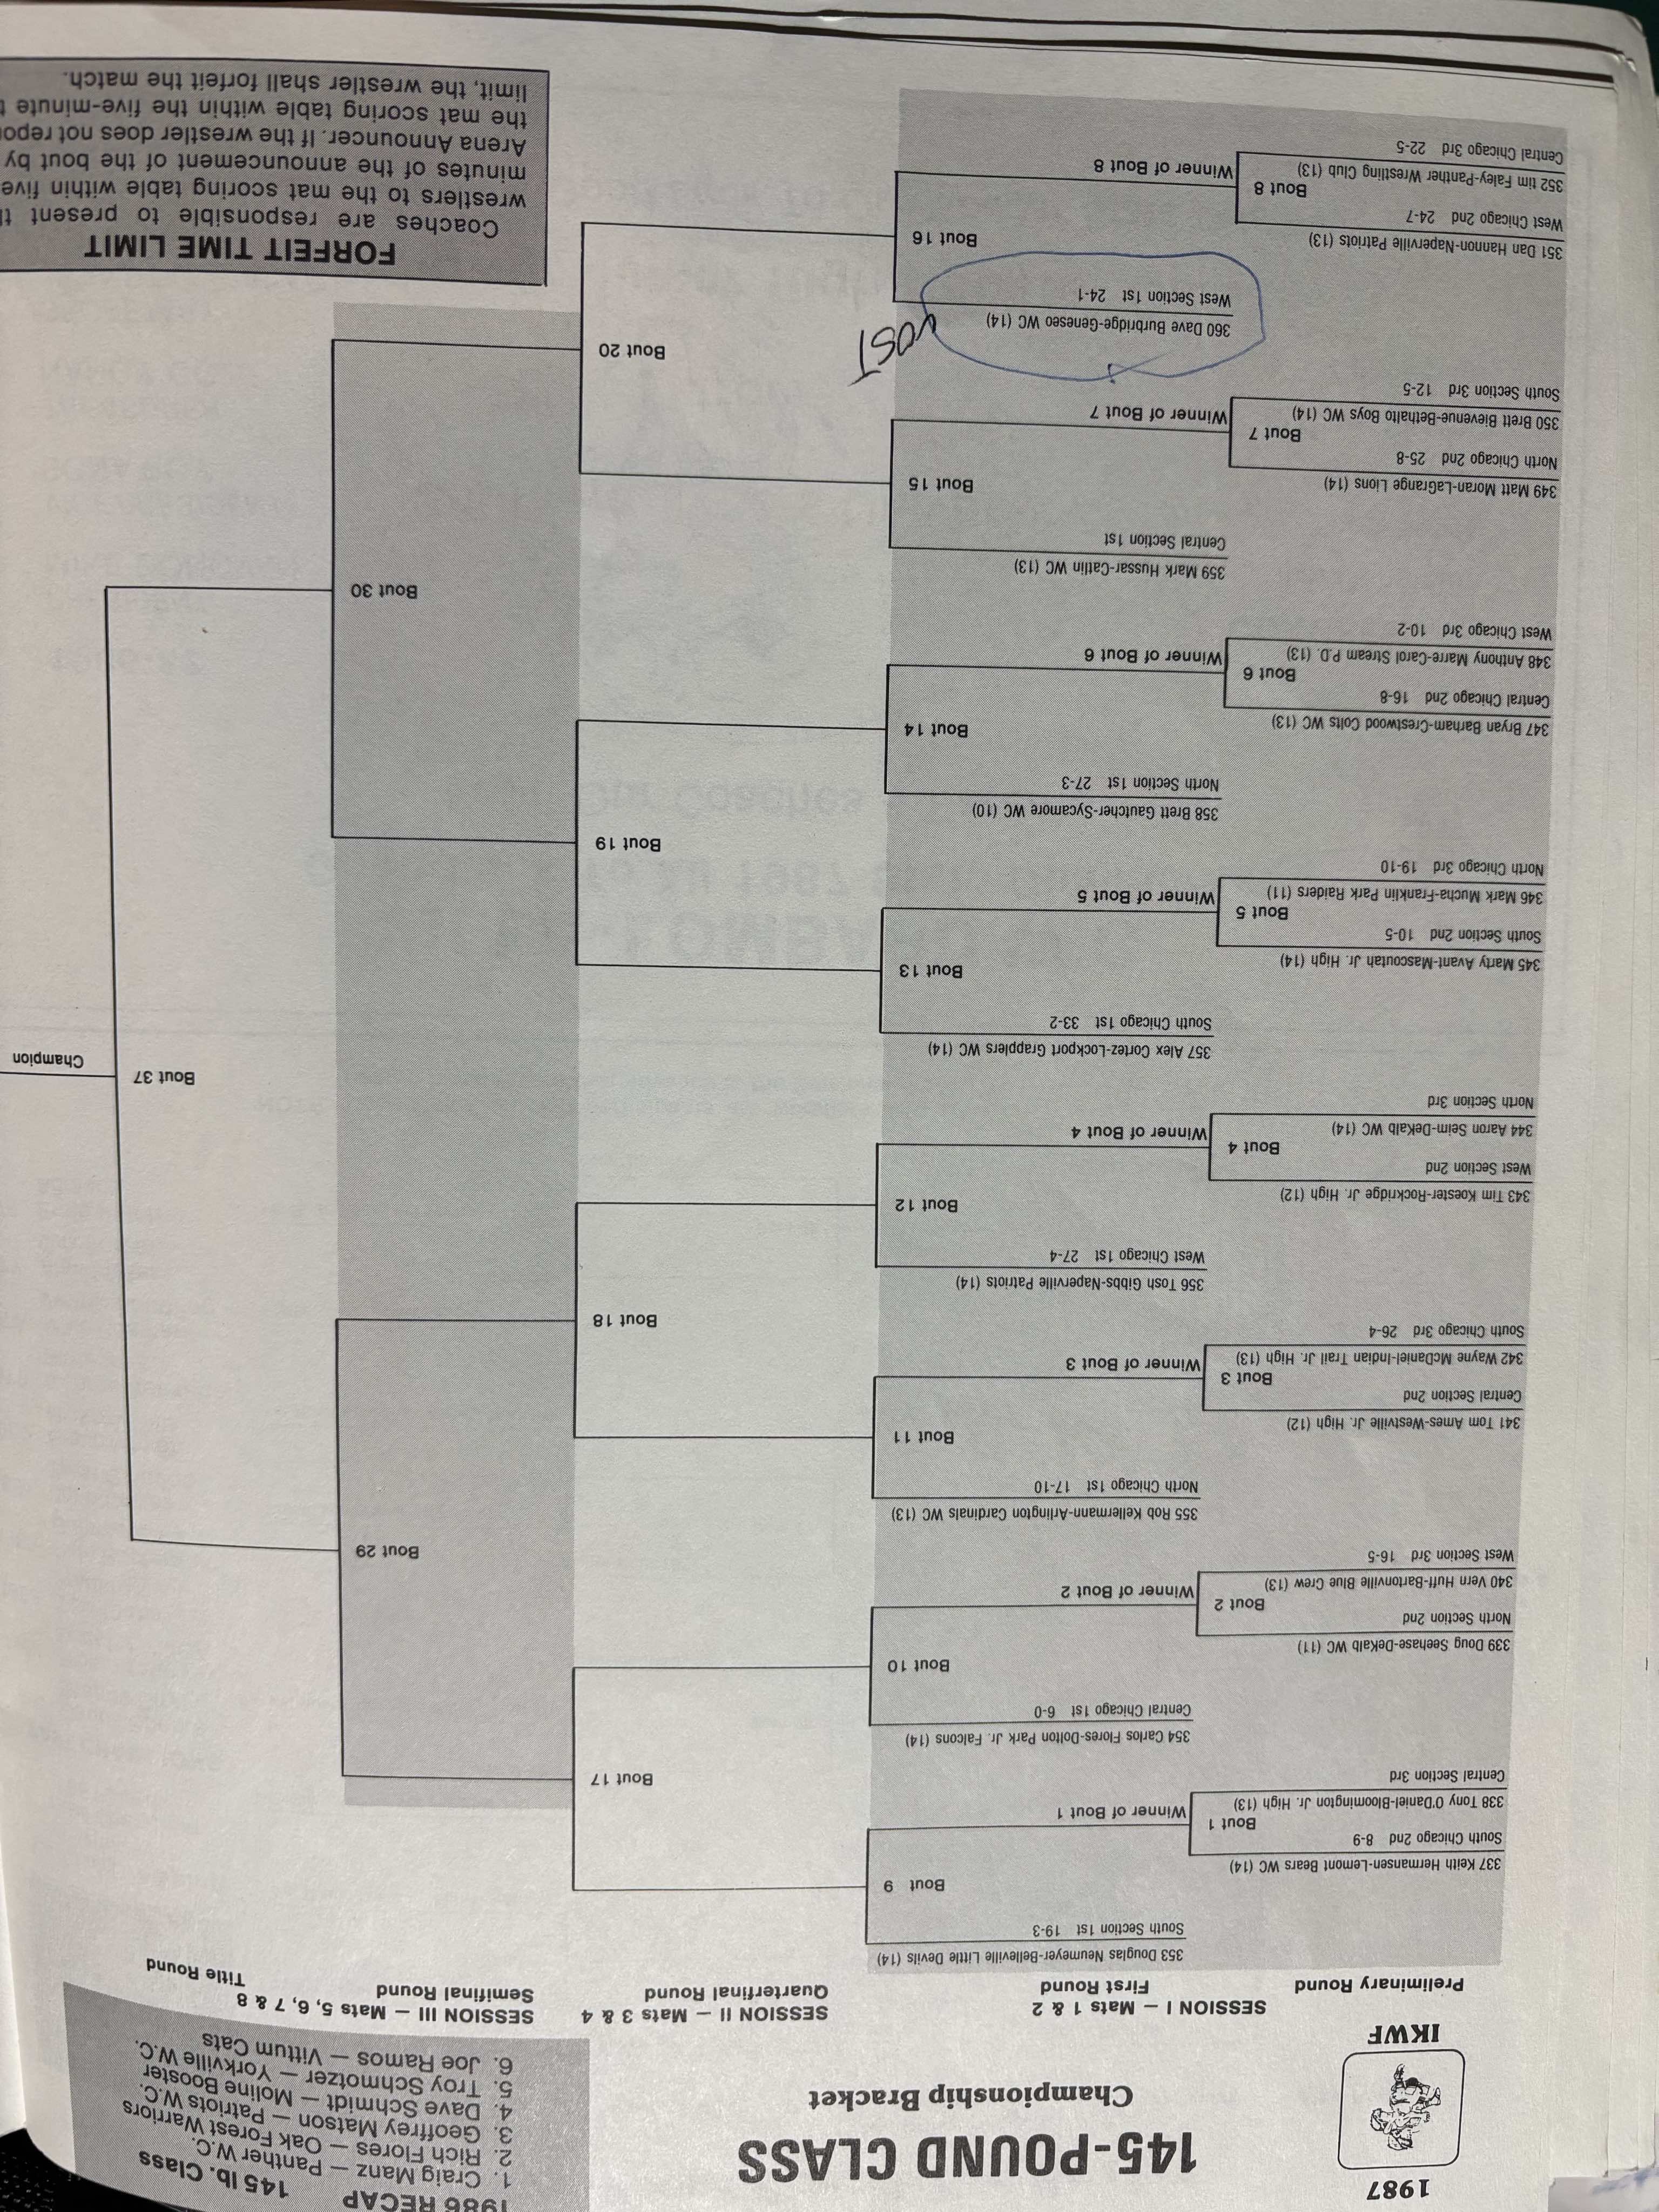 1987
IKWF
145-POUND CLASS
Championship Bracket
1986 RECAP
145 lb. Class
1. Craig Manz — Panther W.C.
2. Rich Flores — Oak Forest Warriors
3. Geoffrey Matson — Patriots W.C.
4. Dave Schmidt — Moline Booster
5. Troy Schmotzer — Yorkville W.C.
6. Joe Ramos — Vittum Cats
SESSION I — Mats 1 & 2
Preliminary Round
First Round
SESSION II — Mats 3 & 4
Quarterfinal Round
SESSION III — Mats 5, 6, 7 & 8
Semifinal Round
Title Round
353 Douglas Neumeyer-Belleville Little Devils (14)
South Section 1st 19-3
Bout 9
337 Keith Hermansen-Lemont Bears WC (14)
South Chicago 2nd 8-9
Bout 1
Winner of Bout 1
338 Tony O'Daniel-Bloomington Jr. High (13)
Central Section 3rd
Bout 17
354 Carlos Flores-Dolton Park Jr. Falcons (14)
Central Chicago 1st 6-0
Bout 10
339 Doug Seehase-DeKalb WC (11)
North Section 2nd
Bout 2
Winner of Bout 2
340 Vern Huff-Bartonville Blue Crew (13)
West Section 3rd 16-5
Bout 29
355 Rob Kellermann-Arlington Cardinals WC (13)
North Chicago 1st 17-10
Bout 11
341 Tom Ames-Westville Jr. High (12)
Central Section 2nd
Bout 3
Winner of Bout 3
342 Wayne McDaniel-Indian Trail Jr. High (13)
South Chicago 3rd 26-4
Bout 18
356 Tosh Gibbs-Naperville Patriots (14)
West Chicago 1st 27-4
Bout 12
343 Tim Koester-Rockridge Jr. High (12)
West Section 2nd
Bout 4
Winner of Bout 4
344 Aaron Seim-DeKalb WC (14)
North Section 3rd
Bout 37
Champion
357 Alex Cortez-Lockport Grapplers WC (14)
South Chicago 1st 33-2
Bout 13
345 Marty Avant-Mascoutah Jr. High (14)
South Section 2nd 10-5
Bout 5
Winner of Bout 5
346 Mark Mucha-Franklin Park Raiders (11)
North Chicago 3rd 19-10
Bout 19
358 Brett Gautcher-Sycamore WC (10)
North Section 1st 27-3
Bout 14
347 Bryan Barham-Crestwood Colts WC (13)
Central Chicago 2nd 16-8
Bout 6
Winner of Bout 6
348 Anthony Marre-Carol Stream P.D. (13)
West Chicago 3rd 10-2
Bout 30
359 Mark Hussar-Catlin WC (13)
Central Section 1st
Bout 15
349 Matt Moran-LaGrange Lions (14)
North Chicago 2nd 25-8
Bout 7
Winner of Bout 7
350 Brett Bievenue-Bethalto Boys WC (14)
South Section 3rd 12-5
Bout 20
360 Dave Burbridge-Geneseo WC (14)
West Section 1st 24-1
LOST
Bout 16
351 Dan Hannon-Naperville Patriots (13)
West Chicago 2nd 24-7
Bout 8
Winner of Bout 8
352 tim Faley-Panther Wrestling Club (13)
Central Chicago 3rd 22-5
FORFEIT TIME LIMIT
Coaches are responsible to present
wrestlers to the mat scoring table within five
minutes of the announcement of the bout by
Arena Announcer. If the wrestler does not
the mat scoring table within the five-minute
limit, the wrestler shall forfeit the match.